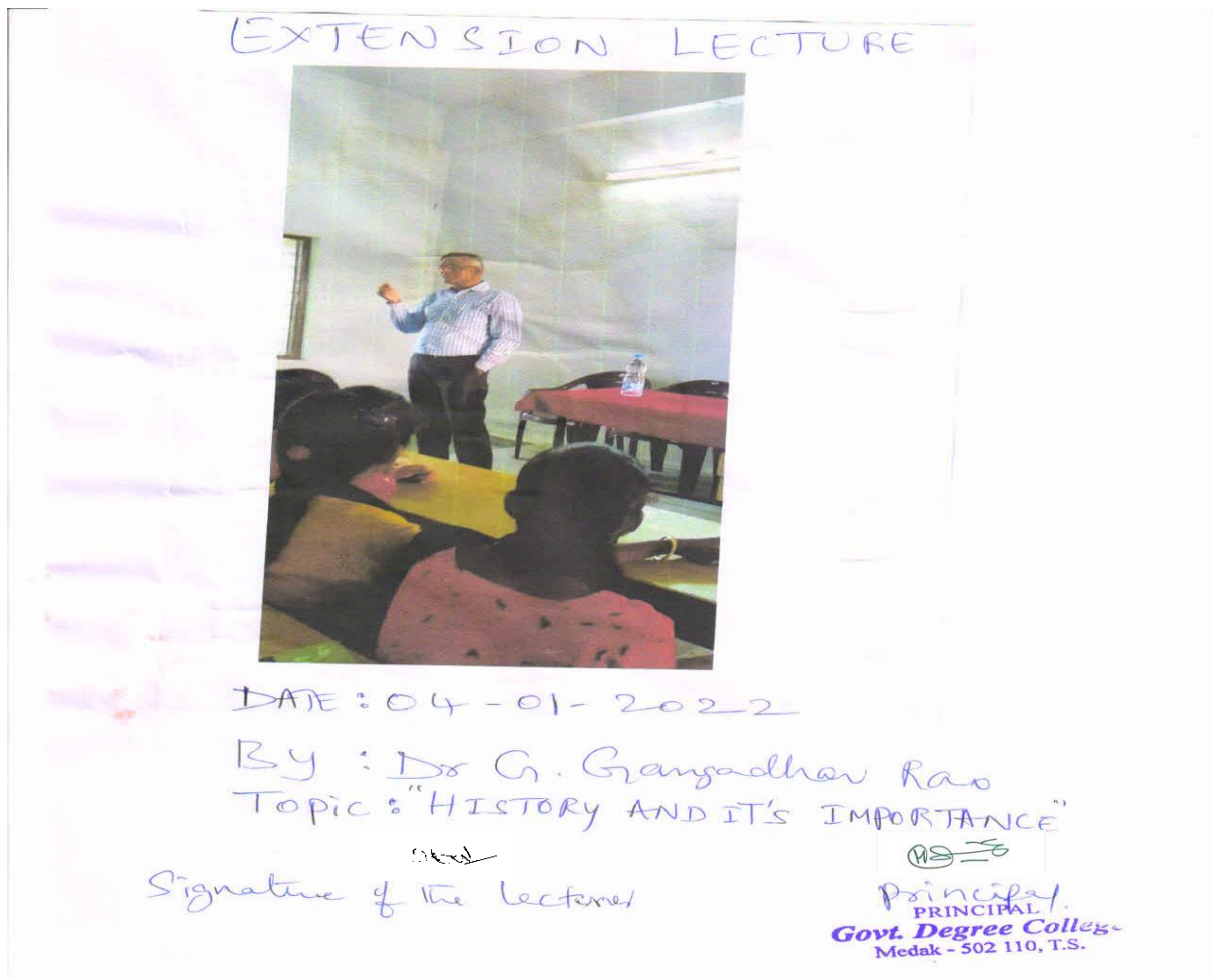 EXTENSION LECTURE
DATE : 04-01-2022
By : Dr G. Gangadhar Rao
Topic : "HISTORY AND IT'S IMPORTANCE"
Signature of the Lecturer
Principal.
PRINCIPAL
Govt. Degree College
Medak - 502 110, T.S.